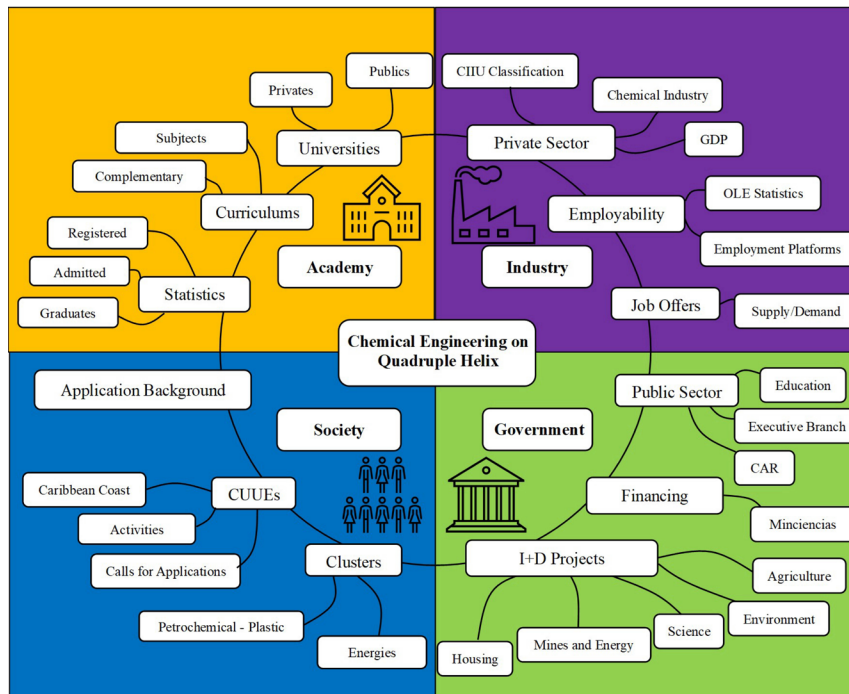 Publics
Privates
Universities
Subjtects
Complementary
Curriculums
Registered
Admitted
Graduates
Statistics
Academy
CIIU Classification
Chemical Industry
Private Sector
GDP
OLE Statistics
Employability
Employment Platforms
Industry
Job Offers
Supply/Demand
Chemical Engineering on
Quadruple Helix
Application Background
Society
CUUEs
Caribbean Coast
Activities
Calls for Applications
Clusters
Petrochemical - Plastic
Energies
Government
Public Sector
Education
Executive Branch
CAR
Financing
Minciencias
I+D Projects
Agriculture
Environment
Science
Mines and Energy
Housing